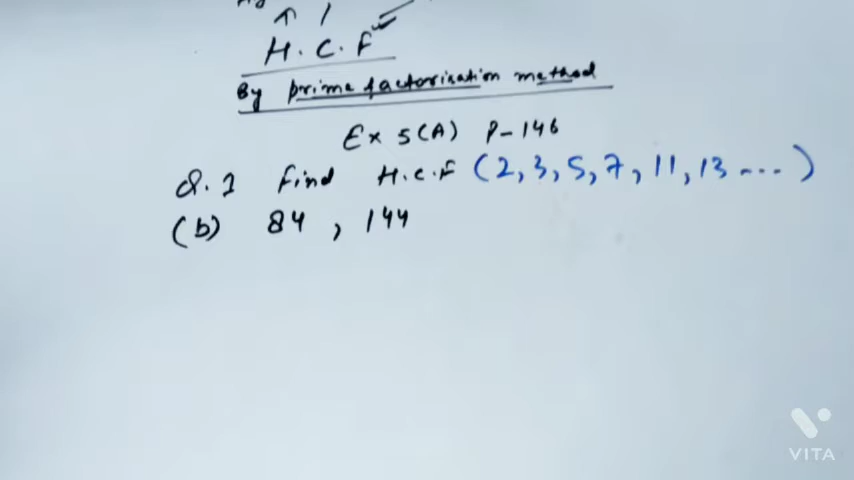 H.C.F
By prime factorisation method
Ex 5(A) P-146
Q.1 Find H.C.F (2, 3, 5, 7, 11, 13 ... )
(b) 84 , 144
VITA